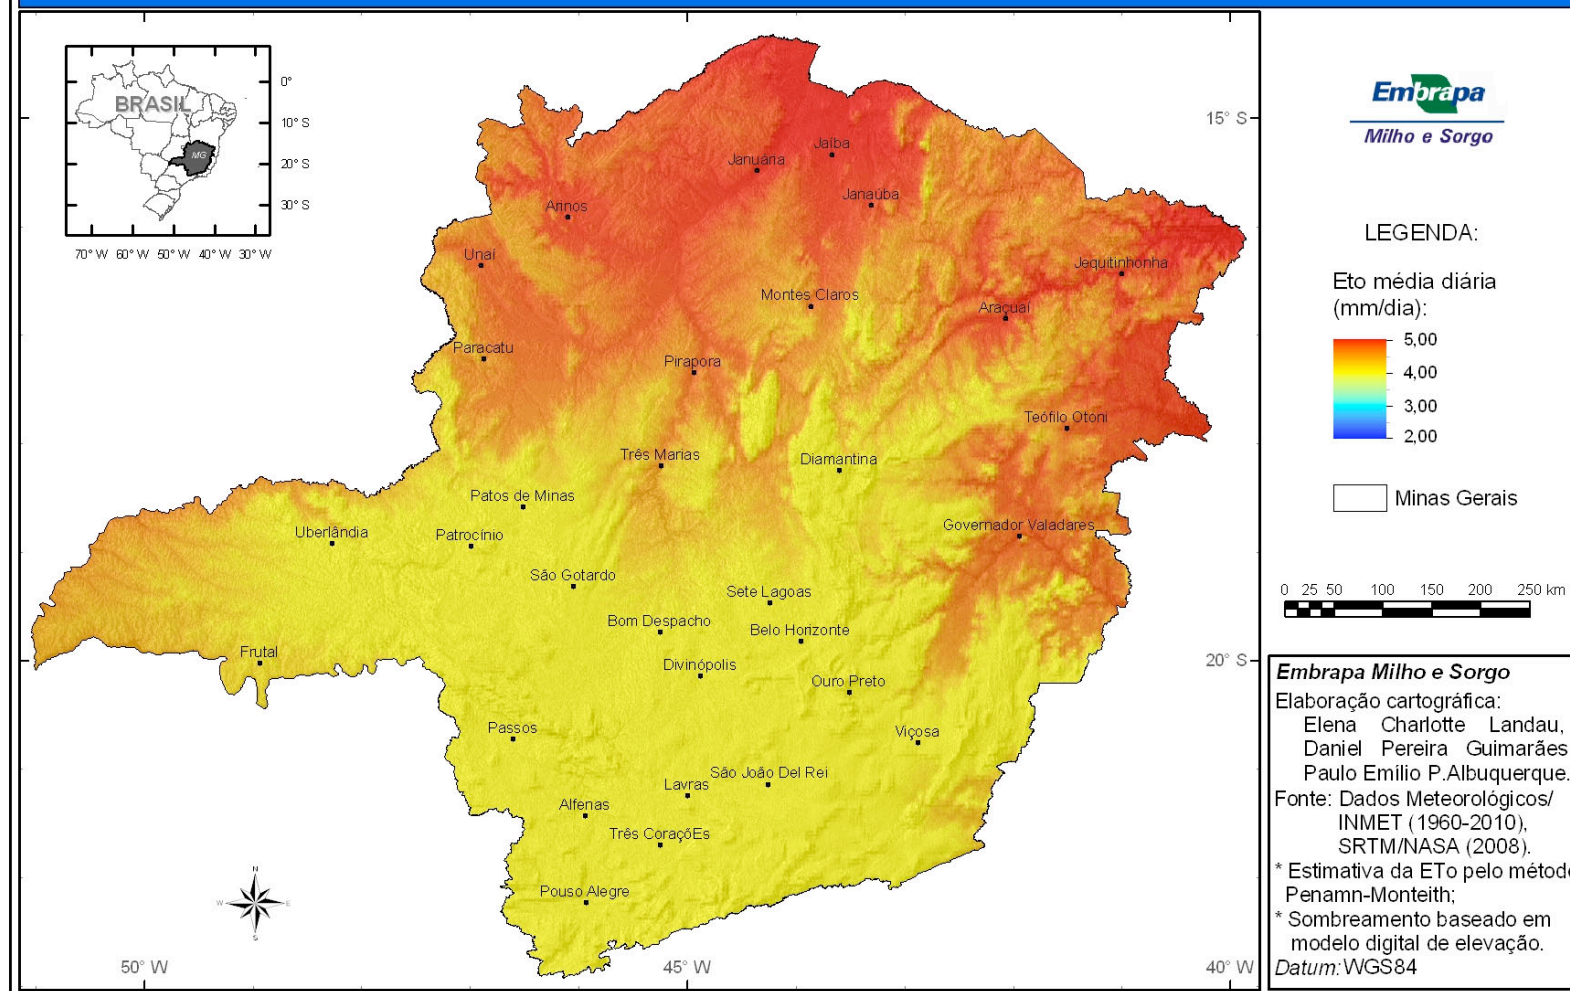 BRASIL
MG
0°
10° S
20° S
30° S
70° W 60° W 50° W 40° W 30° W
15° S
20° S
50° W
45° W
40° W
Jaíba
Januária
Janaúba
Arinos
Unaí
Jequitinhonha
Montes Claros
Araçuaí
Paracatu
Pirapora
Teófilo Otoni
Três Marias
Diamantina
Patos de Minas
Uberlândia
Patrocínio
Governador Valadares
São Gotardo
Sete Lagoas
Bom Despacho
Belo Horizonte
Frutal
Divinópolis
Ouro Preto
Passos
Viçosa
São João Del Rei
Lavras
Alfenas
Três CoraçõEs
Pouso Alegre
N
W
E
S
Embrapa
Milho e Sorgo
LEGENDA:
Eto média diária
(mm/dia):
5,00
4,00
3,00
2,00
Minas Gerais
0 25 50 100 150 200 250 km
Embrapa Milho e Sorgo
Elaboração cartográfica:
Elena Charlotte Landau,
Daniel Pereira Guimarães
Paulo Emílio P.Albuquerque.
Fonte: Dados Meteorológicos/
INMET (1960-2010),
SRTM/NASA (2008).
* Estimativa da ETo pelo método
Penamn-Monteith;
* Sombreamento baseado em
modelo digital de elevação.
Datum: WGS84